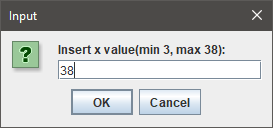 Input
Insert x value(min 3, max 38):
38
OK
Cancel